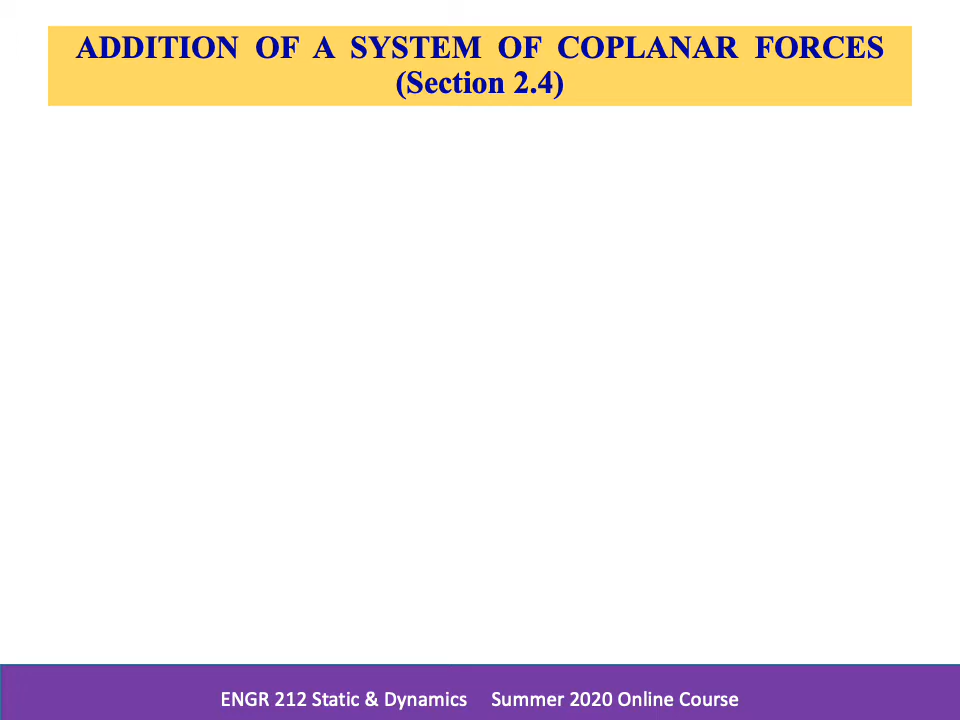 ADDITION OF A SYSTEM OF COPLANAR FORCES
(Section 2.4)
ENGR 212 Static & Dynamics Summer 2020 Online Course